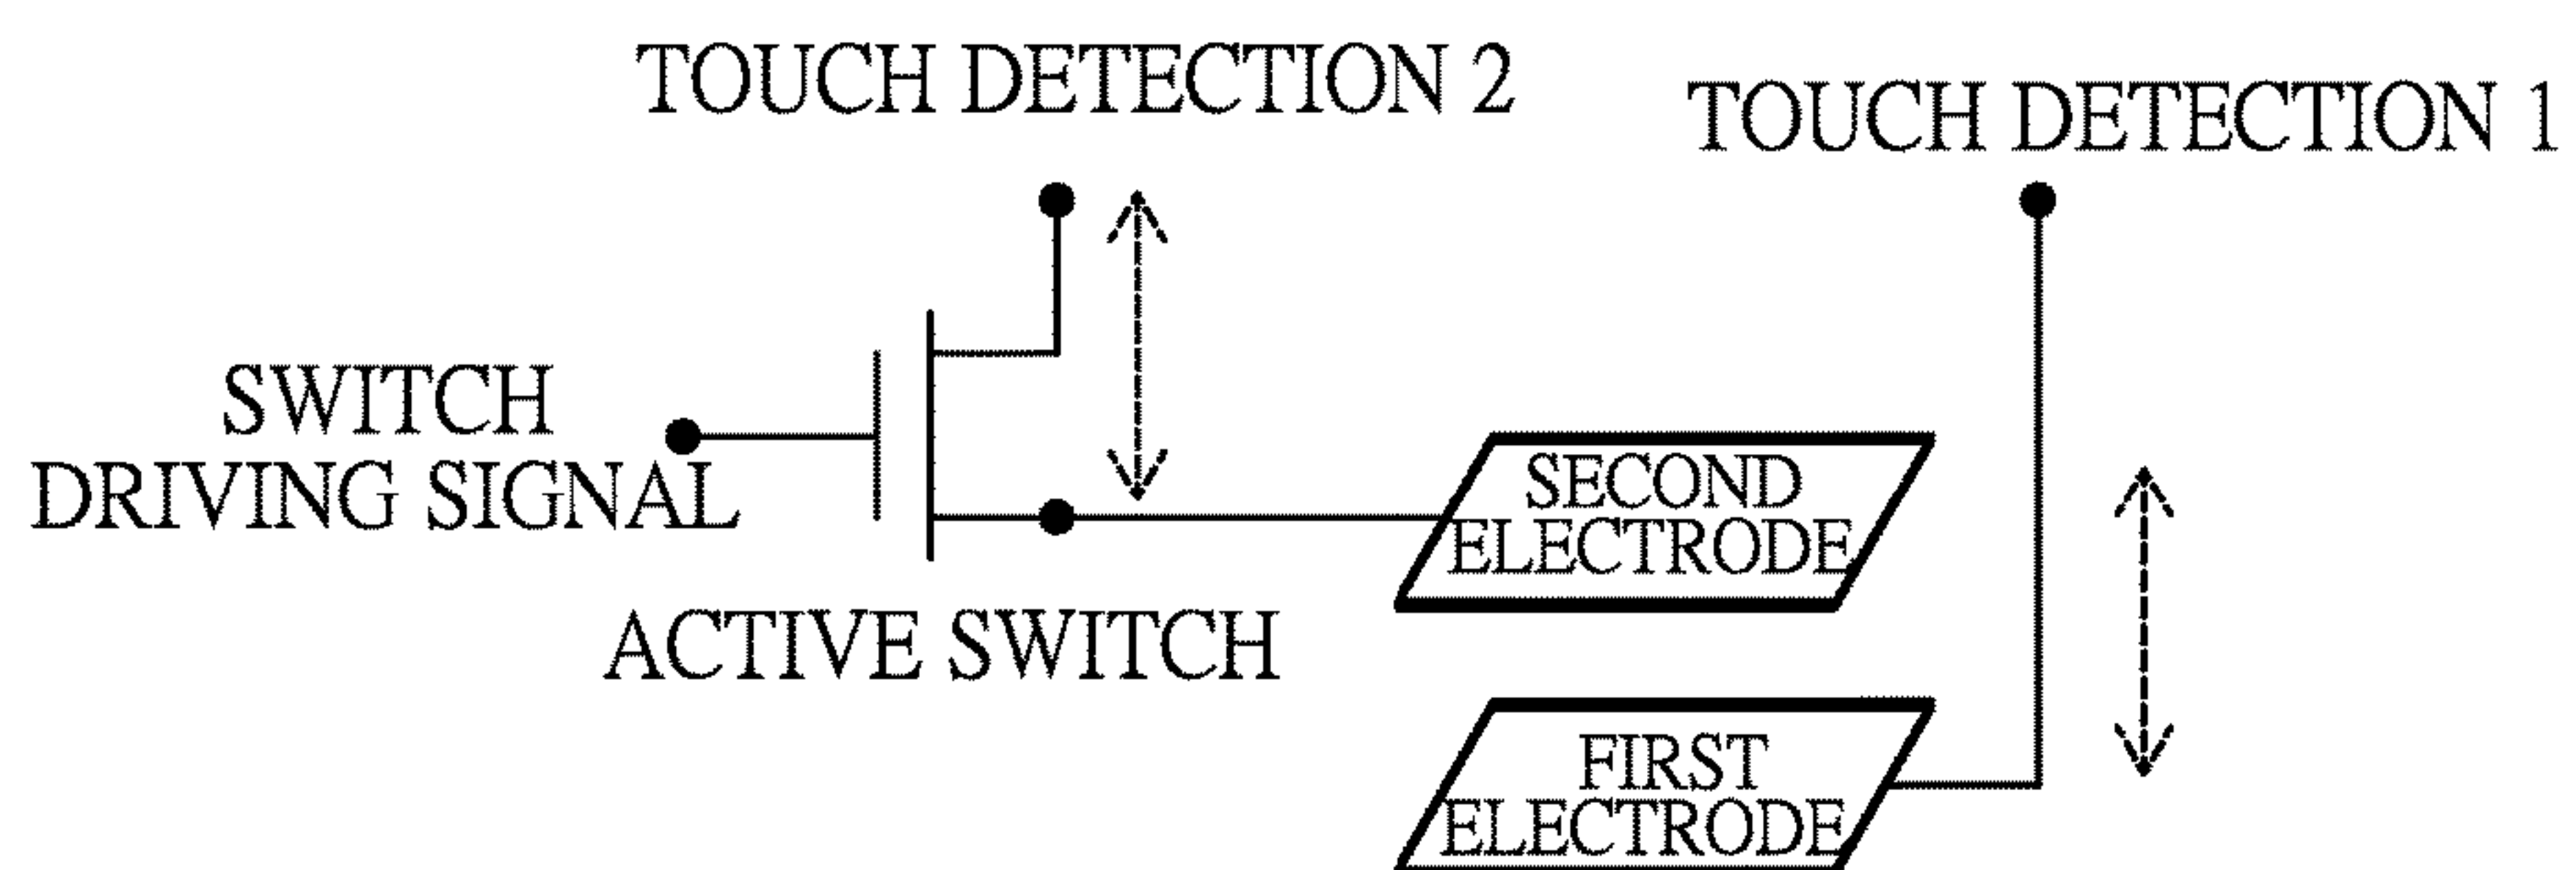 TOUCH DETECTION 2
TOUCH DETECTION 1
SWITCH
DRIVING SIGNAL
SECOND
ELECTRODE
ACTIVE SWITCH
FIRST
ELECTRODE